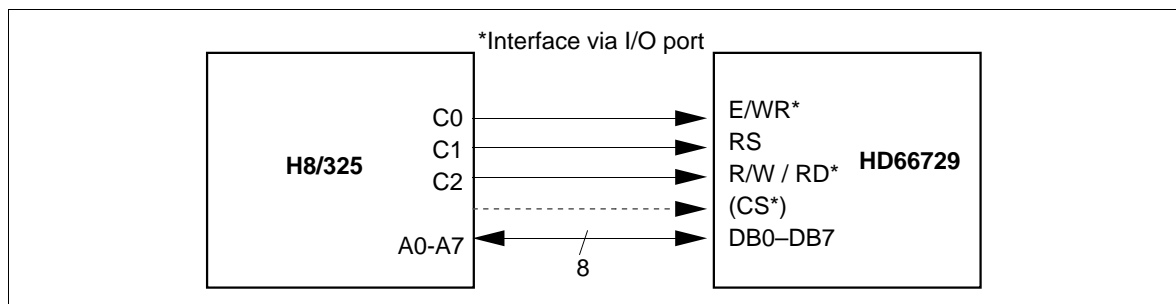 *Interface via I/O port
H8/325
C0
C1
C2
A0-A7
8
E/WR*
RS
R/W / RD*
(CS*)
DB0–DB7
HD66729